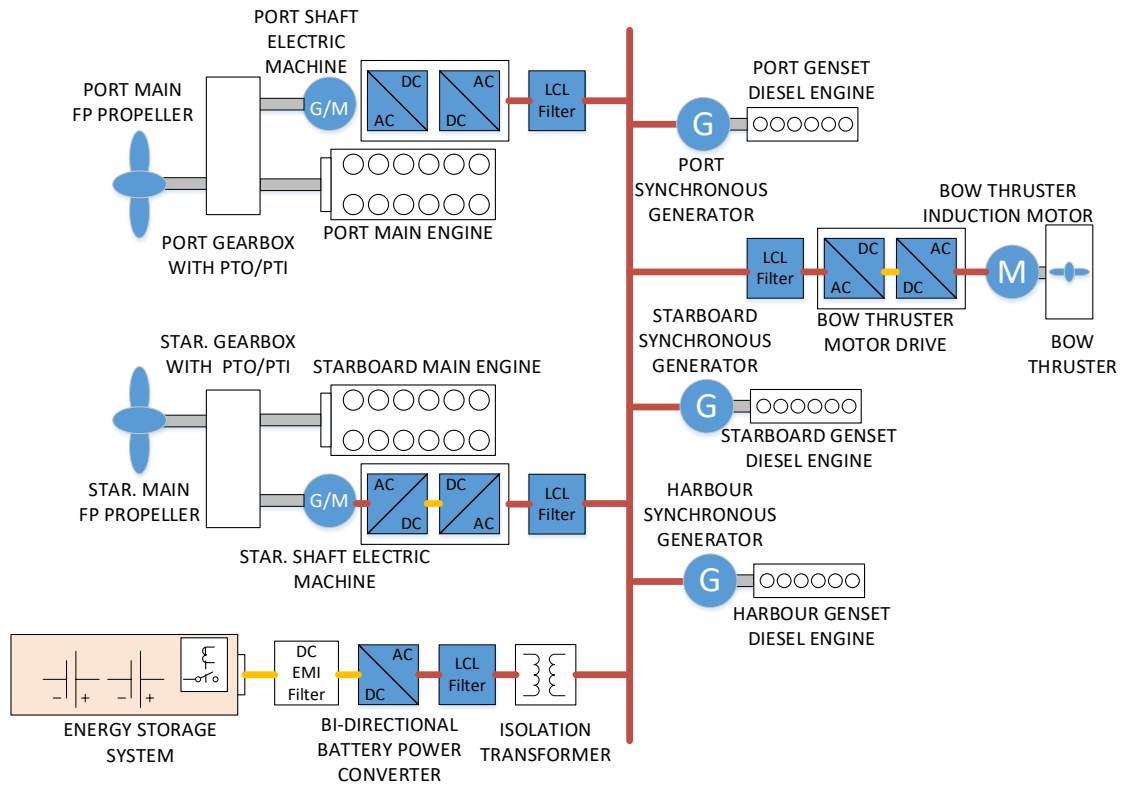 PORT SHAFT
ELECTRIC
MACHINE
PORT MAIN
FP PROPELLER
G/M
DC
AC
AC
DC
LCL
Filter
PORT MAIN ENGINE
PORT GEARBOX
WITH PTO/PTI
PORT GENSET
DIESEL ENGINE
G
PORT
SYNCHRONOUS
GENERATOR
BOW THRUSTER
INDUCTION MOTOR
LCL
Filter
DC
AC
AC
DC
M
BOW THRUSTER
MOTOR DRIVE
BOW
THRUSTER
STAR. GEARBOX
WITH PTO/PTI
STARBOARD MAIN ENGINE
STAR. MAIN
FP PROPELLER
G/M
AC
DC
DC
AC
LCL
Filter
STAR. SHAFT ELECTRIC
MACHINE
STARBOARD
SYNCHRONOUS
GENERATOR
G
STARBOARD GENSET
DIESEL ENGINE
HARBOUR
SYNCHRONOUS
GENERATOR
G
HARBOUR GENSET
DIESEL ENGINE
− +
− +
DC
EMI
Filter
AC
DC
LCL
Filter
ENERGY STORAGE
SYSTEM
BI-DIRECTIONAL
BATTERY POWER
CONVERTER
ISOLATION
TRANSFORMER